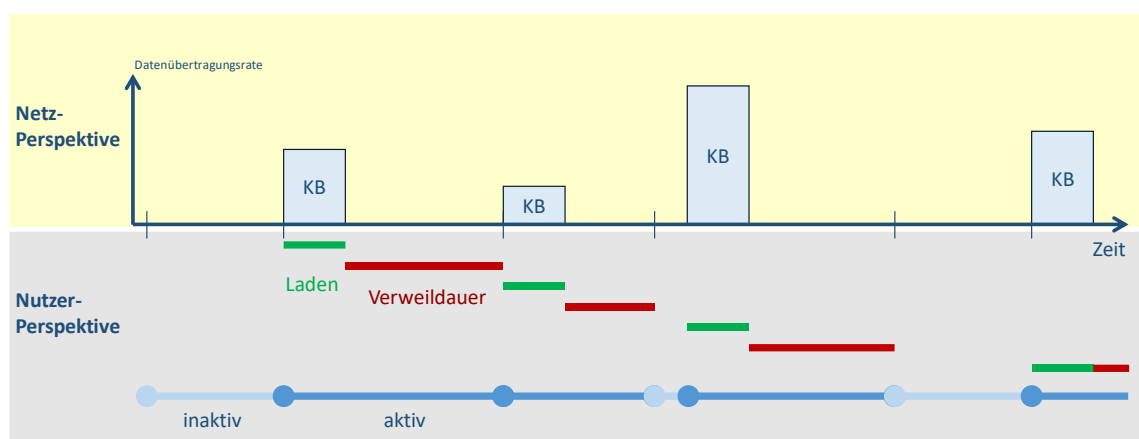 Datenübertragungsrate
Netz-
Perspektive
KB
KB
KB
KB
Zeit
Laden
Verweildauer
Nutzer-
Perspektive
inaktiv
aktiv